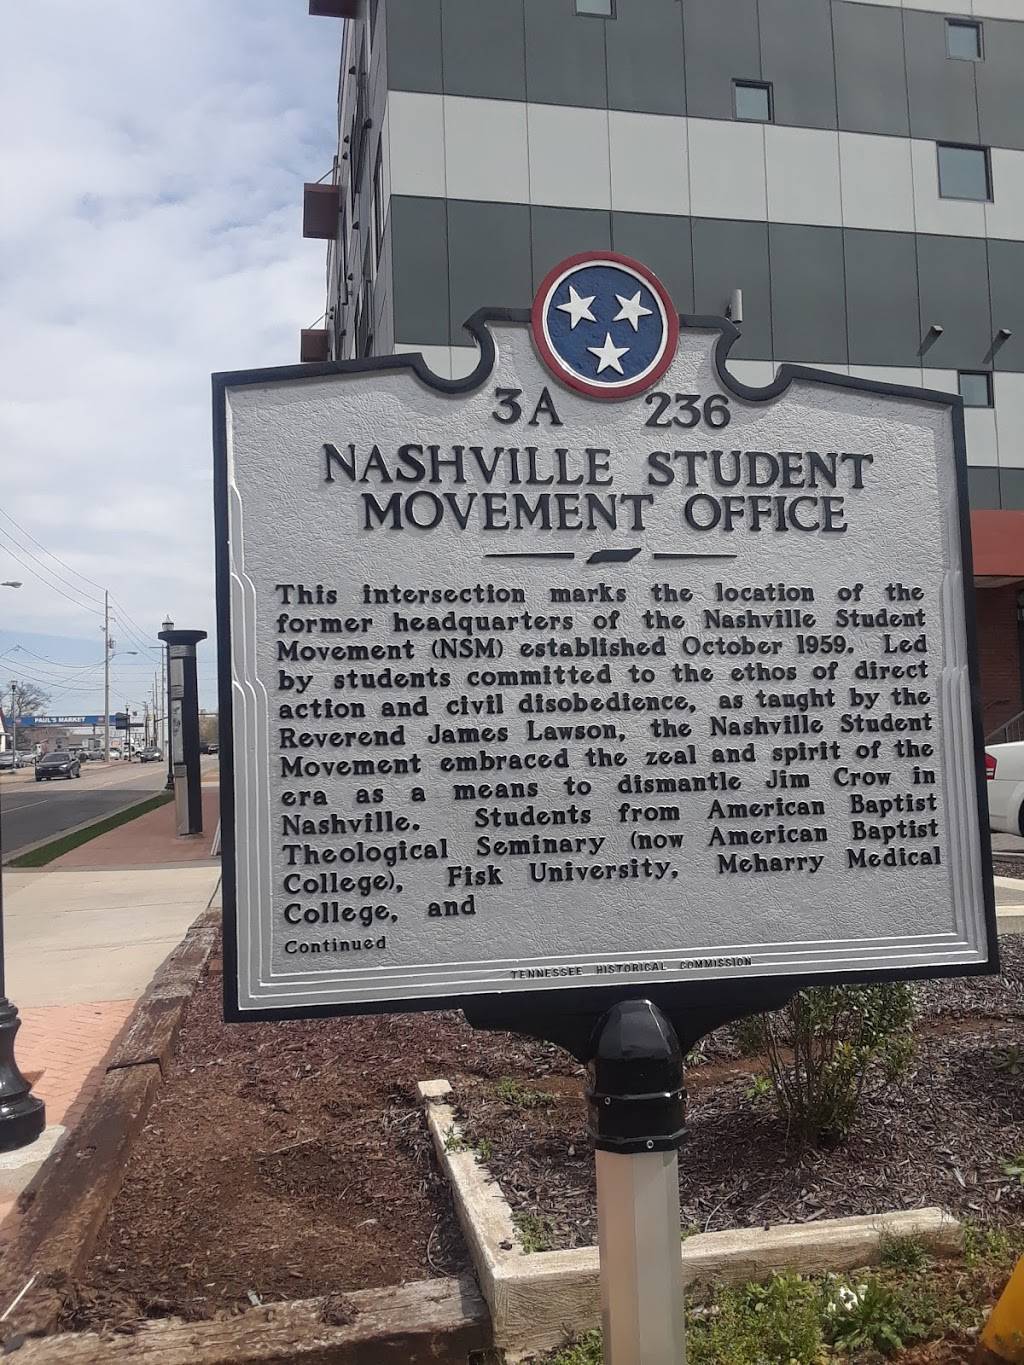 3A 236
NASHVILLE STUDENT
MOVEMENT OFFICE
This intersection marks the location of the
former headquarters of the Nashville Student
Movement (NSM) established October 1959. Led
by students committed to the ethos of direct
action and civil disobedience, as taught by the
Reverend James Lawson, the Nashville Student
Movement embraced the zeal and spirit of the
era as a means to dismantle Jim Crow in
Nashville. Students from American Baptist
Theological Seminary (now American Baptist
College), Fisk University, Meharry Medical
College, and
Continued
TENNESSEE HISTORICAL COMMISSION
PAUL'S MARKET